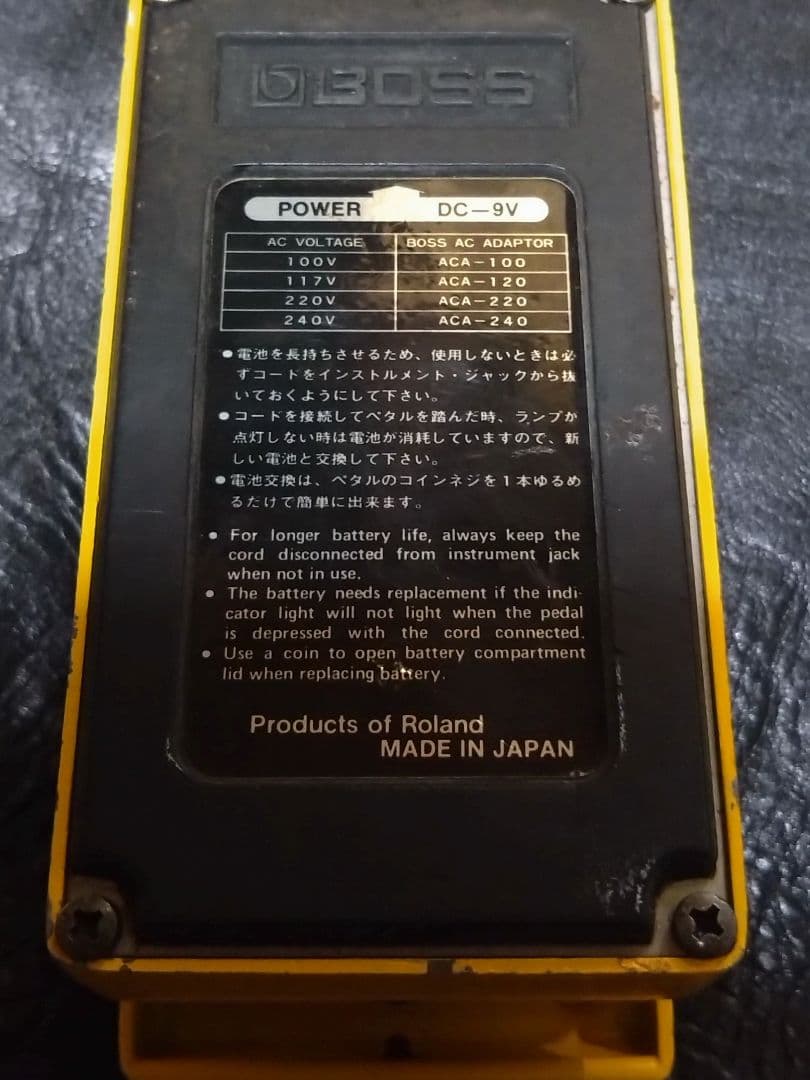 BOSS
POWER DC-9V
AC VOLTAGE BOSS AC ADAPTOR
100V ACA-100
117V ACA-120
220V ACA-220
240V ACA-240
●電池を長持ちさせるため、使用しないときは必
ずコードをインストルメント・ジャックから抜
いておくようにして下さい。
●コードを接続してペタルを踏んだ時、ランプが
点灯しない時は電池が消耗していますので、新
しい電池と交換して下さい。
●電池交換は、ペタルのコインネジを1本ゆるめ
るだけで簡単に出来ます。
● For longer battery life, always keep the
cord disconnected from instrument jack
when not in use.
● The battery needs replacement if the indi-
cator light will not light when the pedal
is depressed with the cord connected.
● Use a coin to open battery compartment
lid when replacing battery.
Products of Roland
MADE IN JAPAN